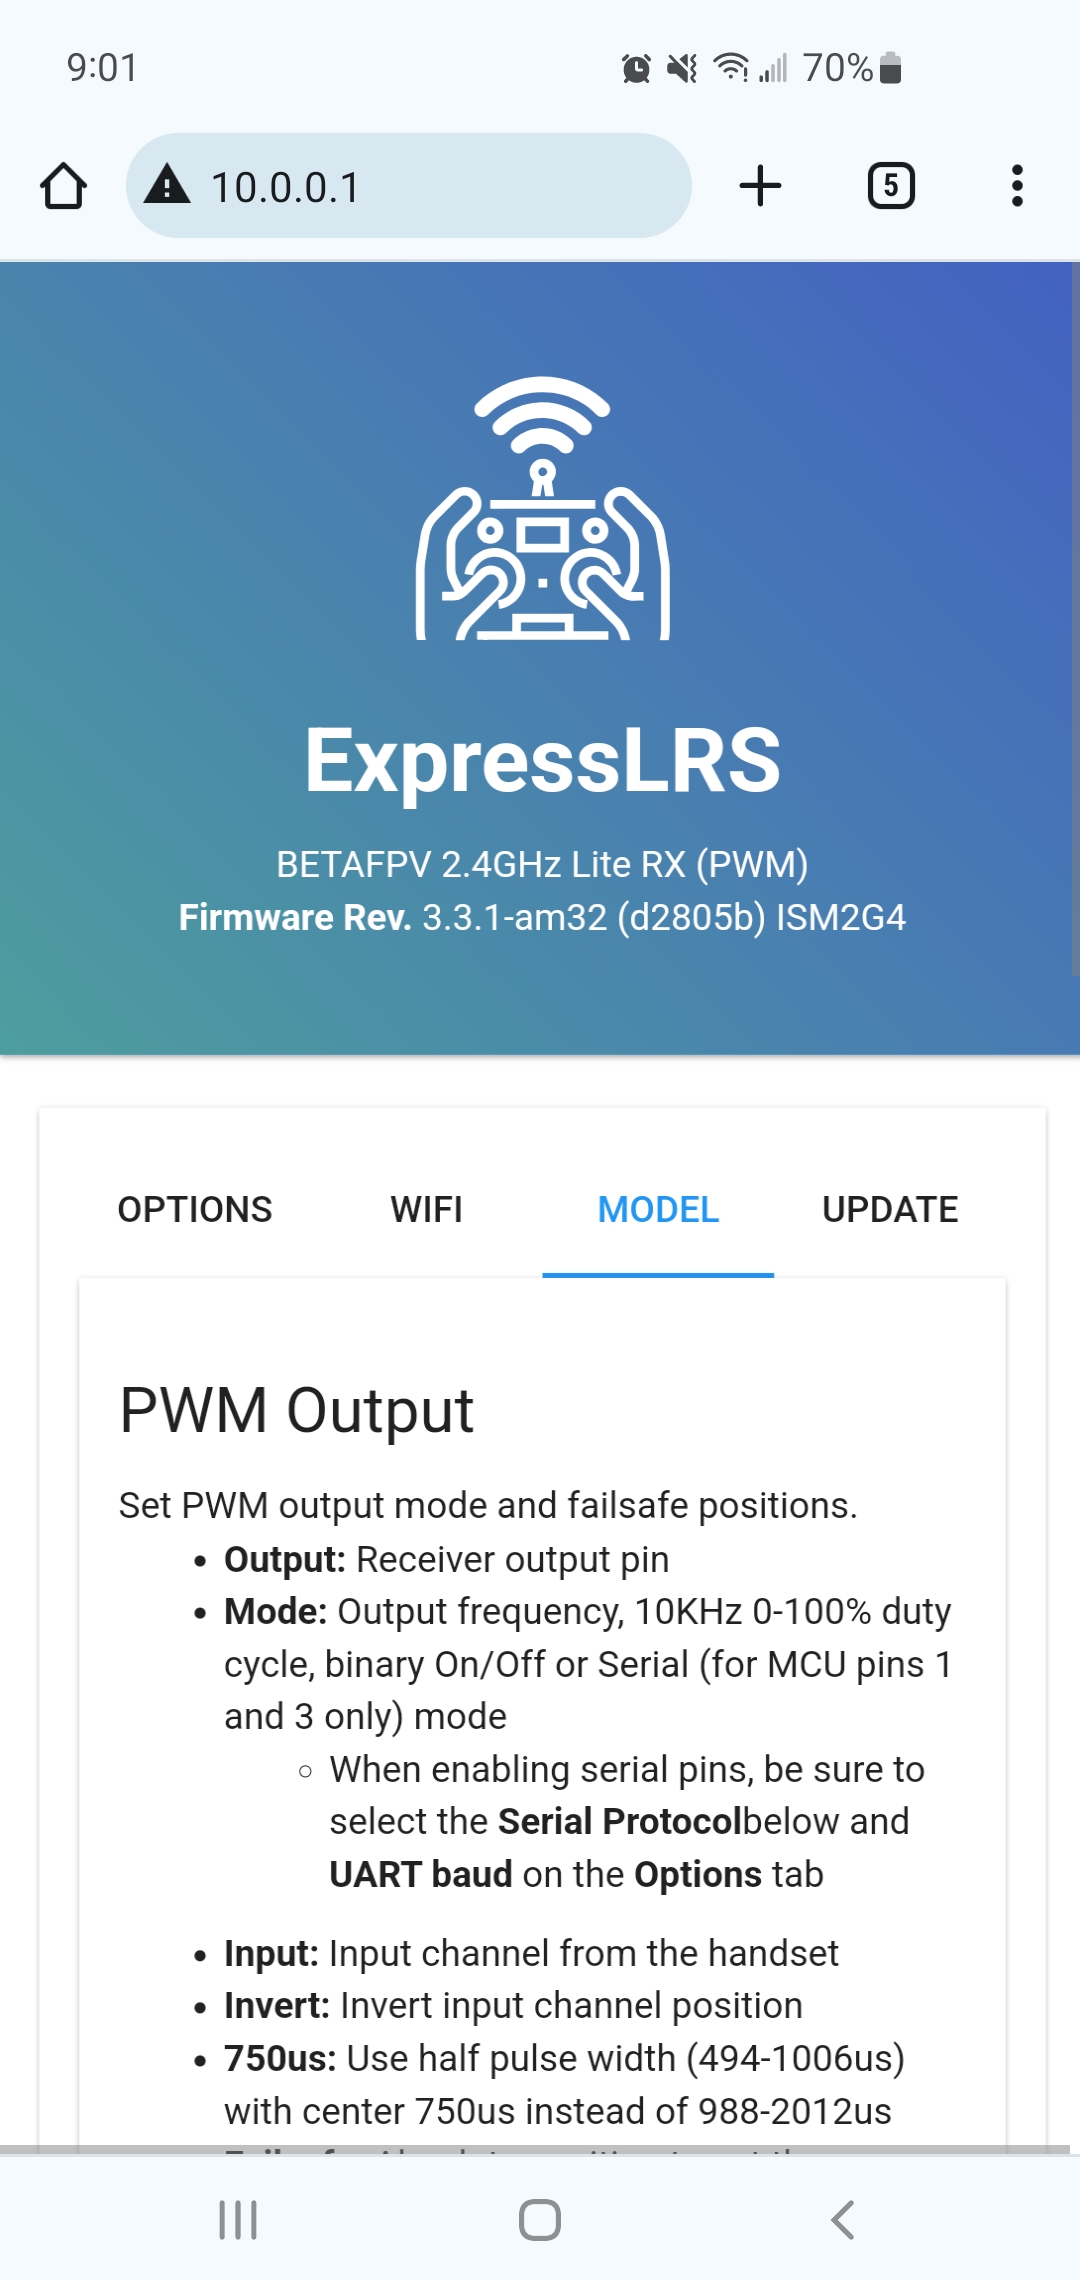 9:01
70%
10.0.0.1
5
ExpressLRS
BETAFPV 2.4GHz Lite RX (PWM)
Firmware Rev. 3.3.1-am32 (d2805b) ISM2G4
OPTIONS WIFI MODEL UPDATE
PWM Output
Set PWM output mode and failsafe positions.
• Output: Receiver output pin
• Mode: Output frequency, 10KHz 0-100% duty
cycle, binary On/Off or Serial (for MCU pins 1
and 3 only) mode
◦ When enabling serial pins, be sure to
select the Serial Protocolbelow and
UART baud on the Options tab
• Input: Input channel from the handset
• Invert: Invert input channel position
• 750us: Use half pulse width (494-1006us)
with center 750us instead of 988-2012us